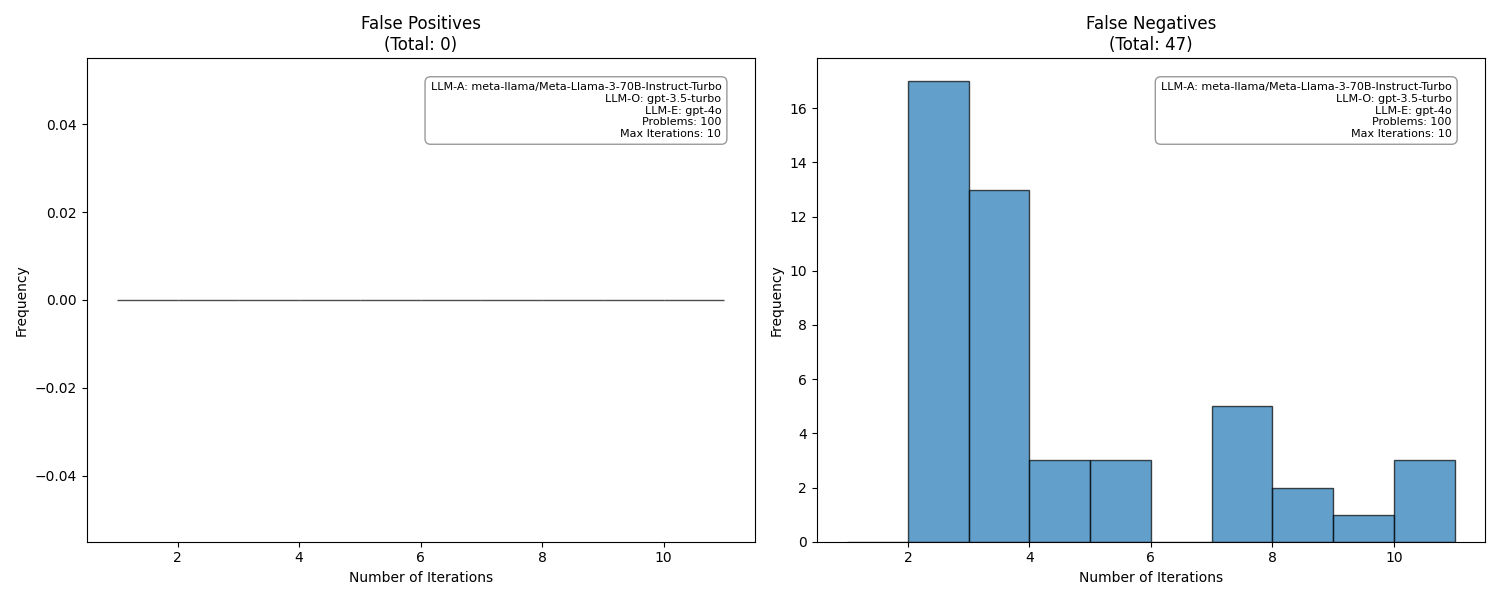 False Positives
(Total: 0)
LLM-A: meta-llama/Meta-Llama-3-70B-Instruct-Turbo
LLM-O: gpt-3.5-turbo
LLM-E: gpt-4o
Problems: 100
Max Iterations: 10
Frequency
0.04
0.02
0.00
−0.02
−0.04
2 4 6 8 10
Number of Iterations
False Negatives
(Total: 47)
LLM-A: meta-llama/Meta-Llama-3-70B-Instruct-Turbo
LLM-O: gpt-3.5-turbo
LLM-E: gpt-4o
Problems: 100
Max Iterations: 10
Frequency
16
14
12
10
8
6
4
2
0
2 4 6 8 10
Number of Iterations